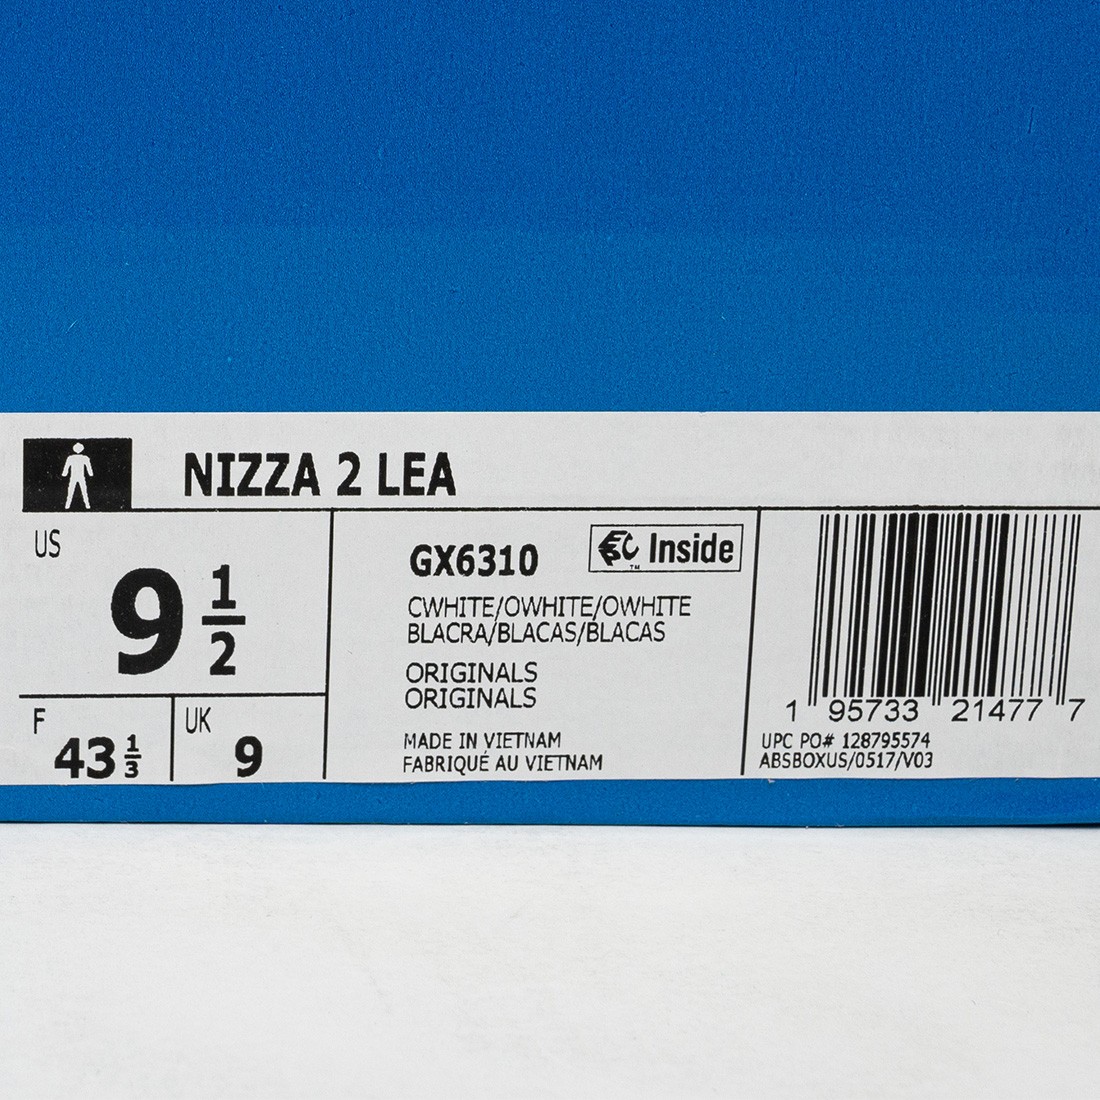 NIZZA 2 LEA
US
9 1/2
F
43 1/3
UK
9
GX6310
Inside
™
CWHITE/OWHITE/OWHITE
BLACRA/BLACAS/BLACAS
ORIGINALS
ORIGINALS
MADE IN VIETNAM
FABRIQUÉ AU VIETNAM
1 95733 21477 7
UPC PO# 128795574
ABSBOXUS/0517/V03